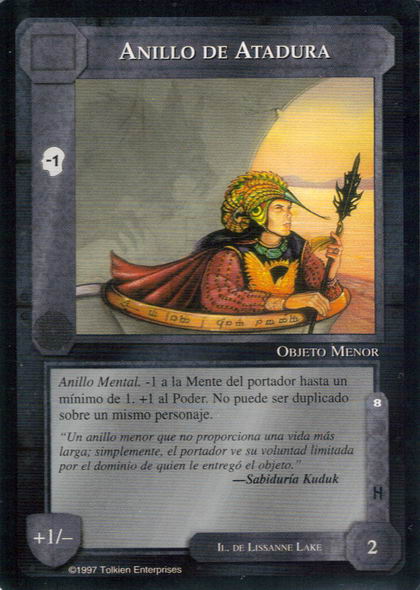 ANILLO DE ATADURA
-1
OBJETO MENOR
Anillo Mental. -1 a la Mente del portador hasta un
mínimo de 1. +1 al Poder. No puede ser duplicado
sobre un mismo personaje.
8
"Un anillo menor que no proporciona una vida más
larga; simplemente, el portador ve su voluntad limitada
por el dominio de quien le entregó el objeto."
—Sabiduría Kuduk
+1/–
IL. DE LISSANNE LAKE
2
©1997 Tolkien Enterprises